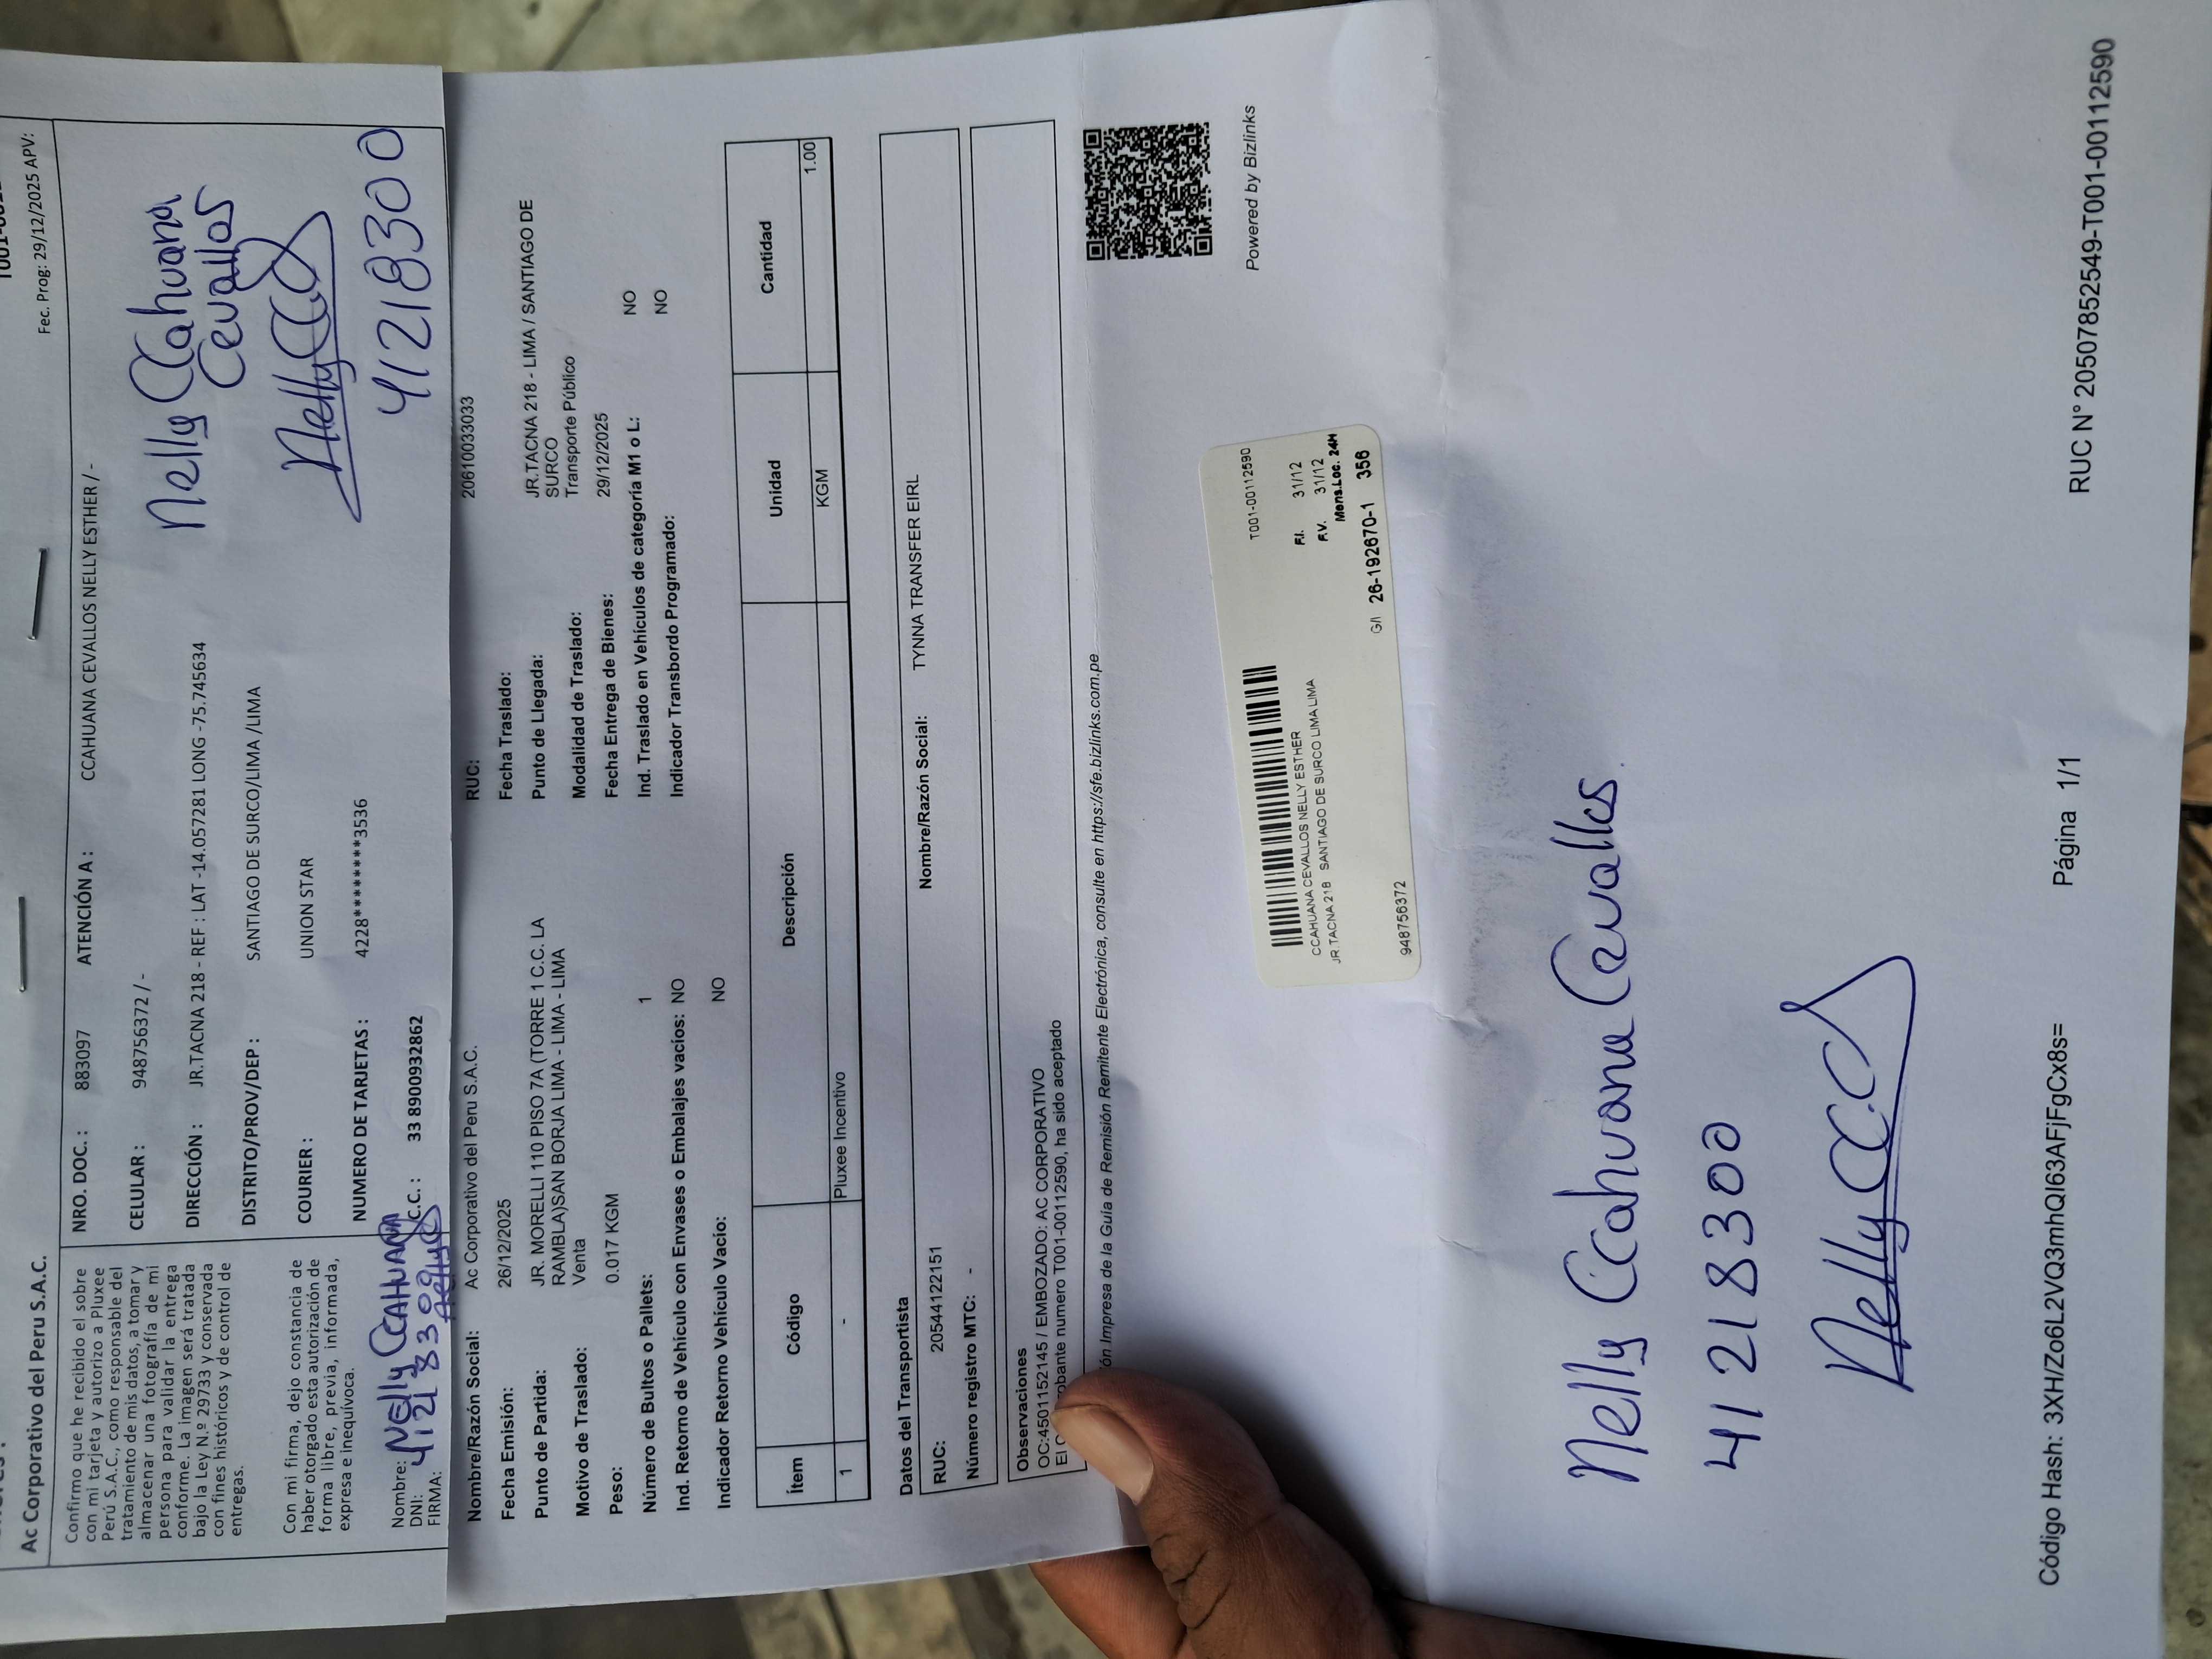 Fec. Prog: 29/12/2025 APV:
Ac Corporativo del Peru S.A.C.
Confirmo que he recibido el sobre
con mi tarjeta y autorizo a Pluxee
Perú S.A.C., como responsable del
tratamiento de mis datos, a tomar y
almacenar una fotografía de mi
persona para validar la entrega
conforme. La imagen será tratada
bajo la Ley N.º 29733 y conservada
con fines históricos y de control de
entregas.
Con mi firma, dejo constancia de
haber otorgado esta autorización de
forma libre, previa, informada,
expresa e inequívoca.
Nombre: Nelly CCAHUANA
DNI: 41218300
FIRMA: Nelly
NRO. DOC. : 883097 ATENCIÓN A : CCAHUANA CEVALLOS NELLY ESTHER / -
CELULAR : 948756372 / -
DIRECCIÓN : JR.TACNA 218 - REF : LAT -14.057281 LONG -75.745634
DISTRITO/PROV/DEP : SANTIAGO DE SURCO/LIMA /LIMA
COURIER : UNION STAR
NUMERO DE TARJETAS : 4228*********3536
C.C. : 33 8900932862
Nelly CCahuana
Cevallos
Nelly CC
41218300
Nombre/Razón Social: Ac Corporativo del Peru S.A.C. RUC: 20610033033
Fecha Emisión: 26/12/2025 Fecha Traslado:
Punto de Partida: JR. MORELLI 110 PISO 7A (TORRE 1 C.C. LA Punto de Llegada: JR.TACNA 218 - LIMA / SANTIAGO DE
RAMBLA)SAN BORJA LIMA - LIMA - LIMA SURCO
Motivo de Traslado: Venta Modalidad de Traslado: Transporte Público
Peso: 0.017 KGM Fecha Entrega de Bienes: 29/12/2025
Número de Bultos o Pallets: 1 Ind. Traslado en Vehículos de categoría M1 o L: NO
Ind. Retorno de Vehículo con Envases o Embalajes vacíos: NO Indicador Transbordo Programado: NO
Indicador Retorno Vehículo Vacio: NO
Ítem Código Descripción Unidad Cantidad
1 - Pluxee Incentivo KGM 1.00
Datos del Transportista
RUC: 20544122151 Nombre/Razón Social: TYNNA TRANSFER EIRL
Número registro MTC: -
Observaciones
OC:4501152145 / EMBOZADO: AC CORPORATIVO
El robante numero T001-00112590, ha sido aceptado
ón Impresa de la Guía de Remisión Remitente Electrónica, consulte en https://sfe.bizlinks.com.pe
Powered by Bizlinks
T001-00112590
CCAHUANA CEVALLOS NELLY ESTHER
JR TACNA 218 SANTIAGO DE SURCO LIMA LIMA
F.I. 31/12
F.V. 31/12
Mens.Loc. 24H
948756372
G/I 26-192670-1 356
Nelly CCahuana Cevallos
41218300
Nelly CC
Código Hash: 3XH/Zo6L2VQ3mhQI63AFjFgCx8s= Página 1/1 RUC N° 20507852549-T001-00112590